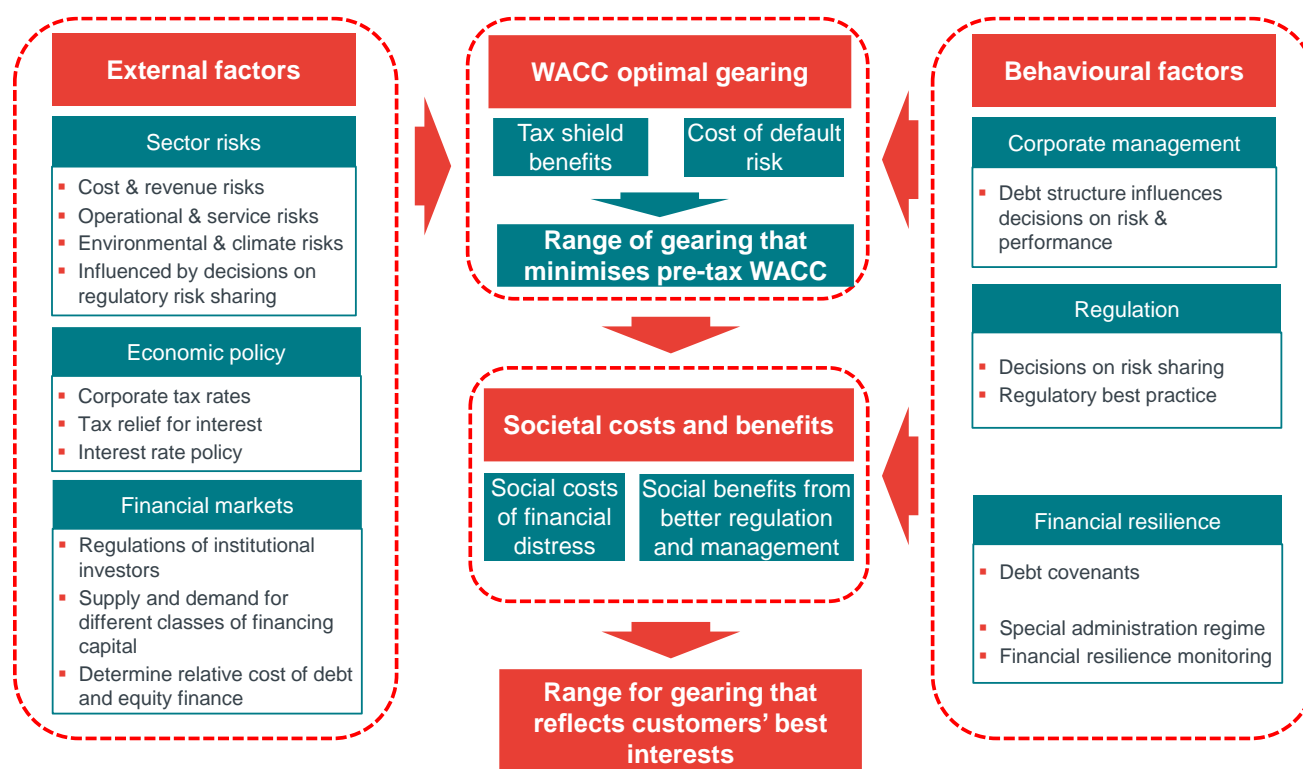 External factors
Sector risks
Cost & revenue risks
Operational & service risks
Environmental & climate risks
Influenced by decisions on
regulatory risk sharing
Economic policy
Corporate tax rates
Tax relief for interest
Interest rate policy
Financial markets
Regulations of institutional
investors
Supply and demand for
different classes of financing
capital
Determine relative cost of debt
and equity finance
WACC optimal gearing
Tax shield
benefits
Cost of default
risk
Range of gearing that
minimises pre-tax WACC
Societal costs and benefits
Social costs
of financial
distress
Social benefits from
better regulation
and management
Range for gearing that
reflects customers’ best
interests
Behavioural factors
Corporate management
Debt structure influences
decisions on risk &
performance
Regulation
Decisions on risk sharing
Regulatory best practice
Financial resilience
Debt covenants
Special administration regime
Financial resilience monitoring